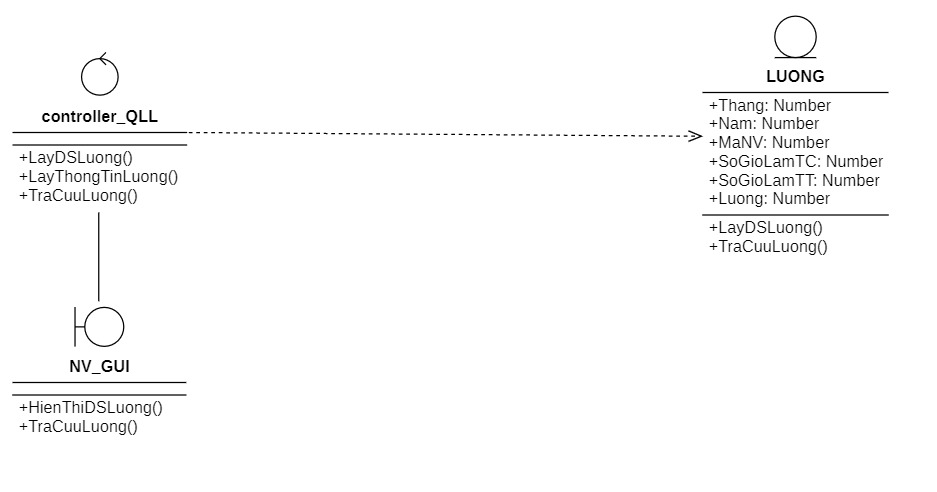 controller_QLL
+LayDSLuong()
+LayThongTinLuong()
+TraCuuLuong()
NV_GUI
+HienThiDSLuong()
+TraCuuLuong()
LUONG
+Thang: Number
+Nam: Number
+MaNV: Number
+SoGioLamTC: Number
+SoGioLamTT: Number
+Luong: Number
+LayDSLuong()
+TraCuuLuong()